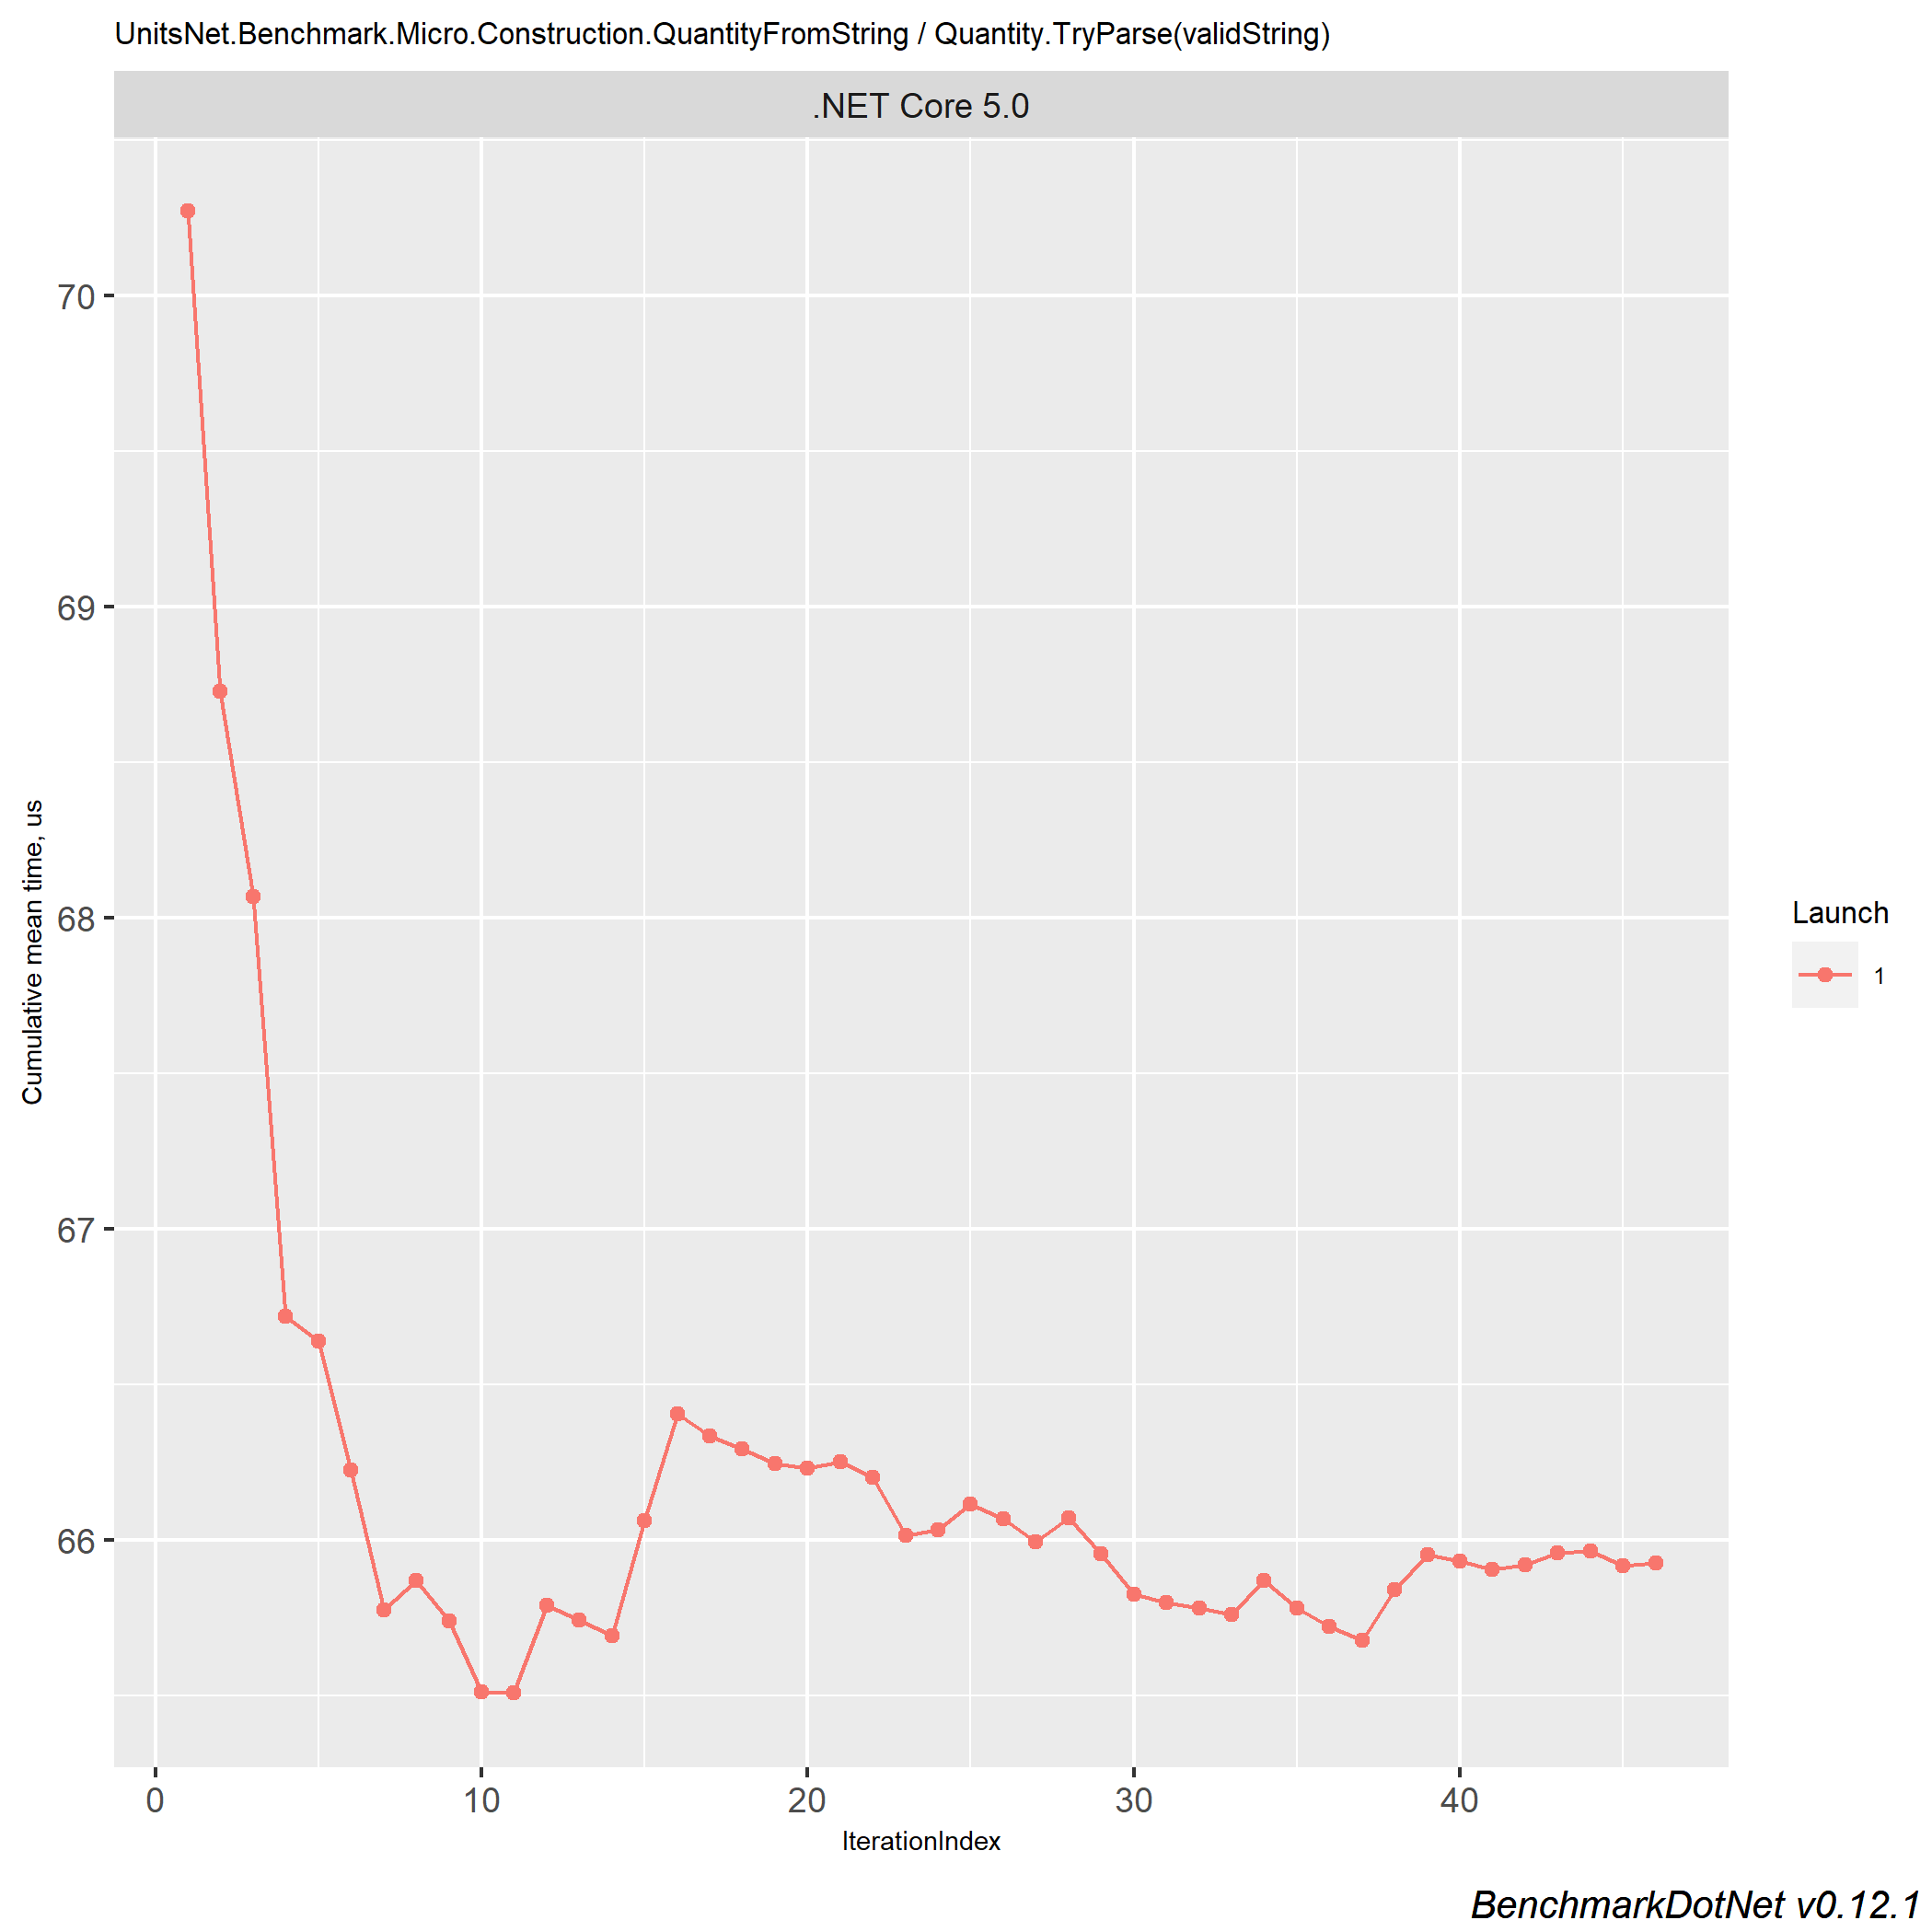 UnitsNet.Benchmark.Micro.Construction.QuantityFromString / Quantity.TryParse(validString)
.NET Core 5.0
70
69
68
67
66
Cumulative mean time, us
0 10 20 30 40
IterationIndex
Launch
1
BenchmarkDotNet v0.12.1